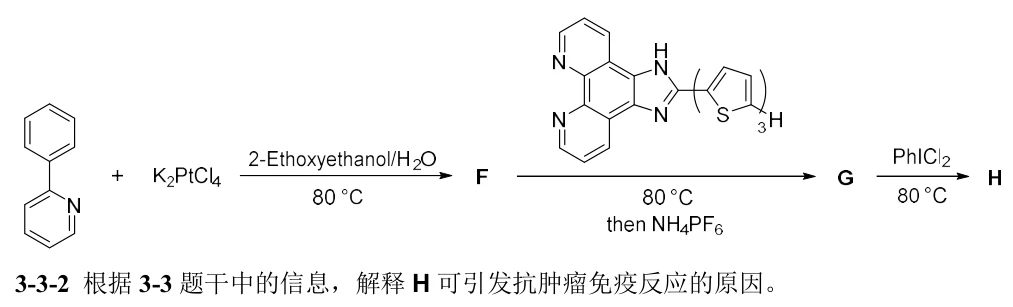 N
N
H
N
N
S
3
H
N
+
K2PtCl4
2-Ethoxyethanol/H2O
80 °C
F
80 °C
then NH4PF6
G
PhICl2
80 °C
H
3-3-2 根据 3-3 题干中的信息，解释 H 可引发抗肿瘤免疫反应的原因。